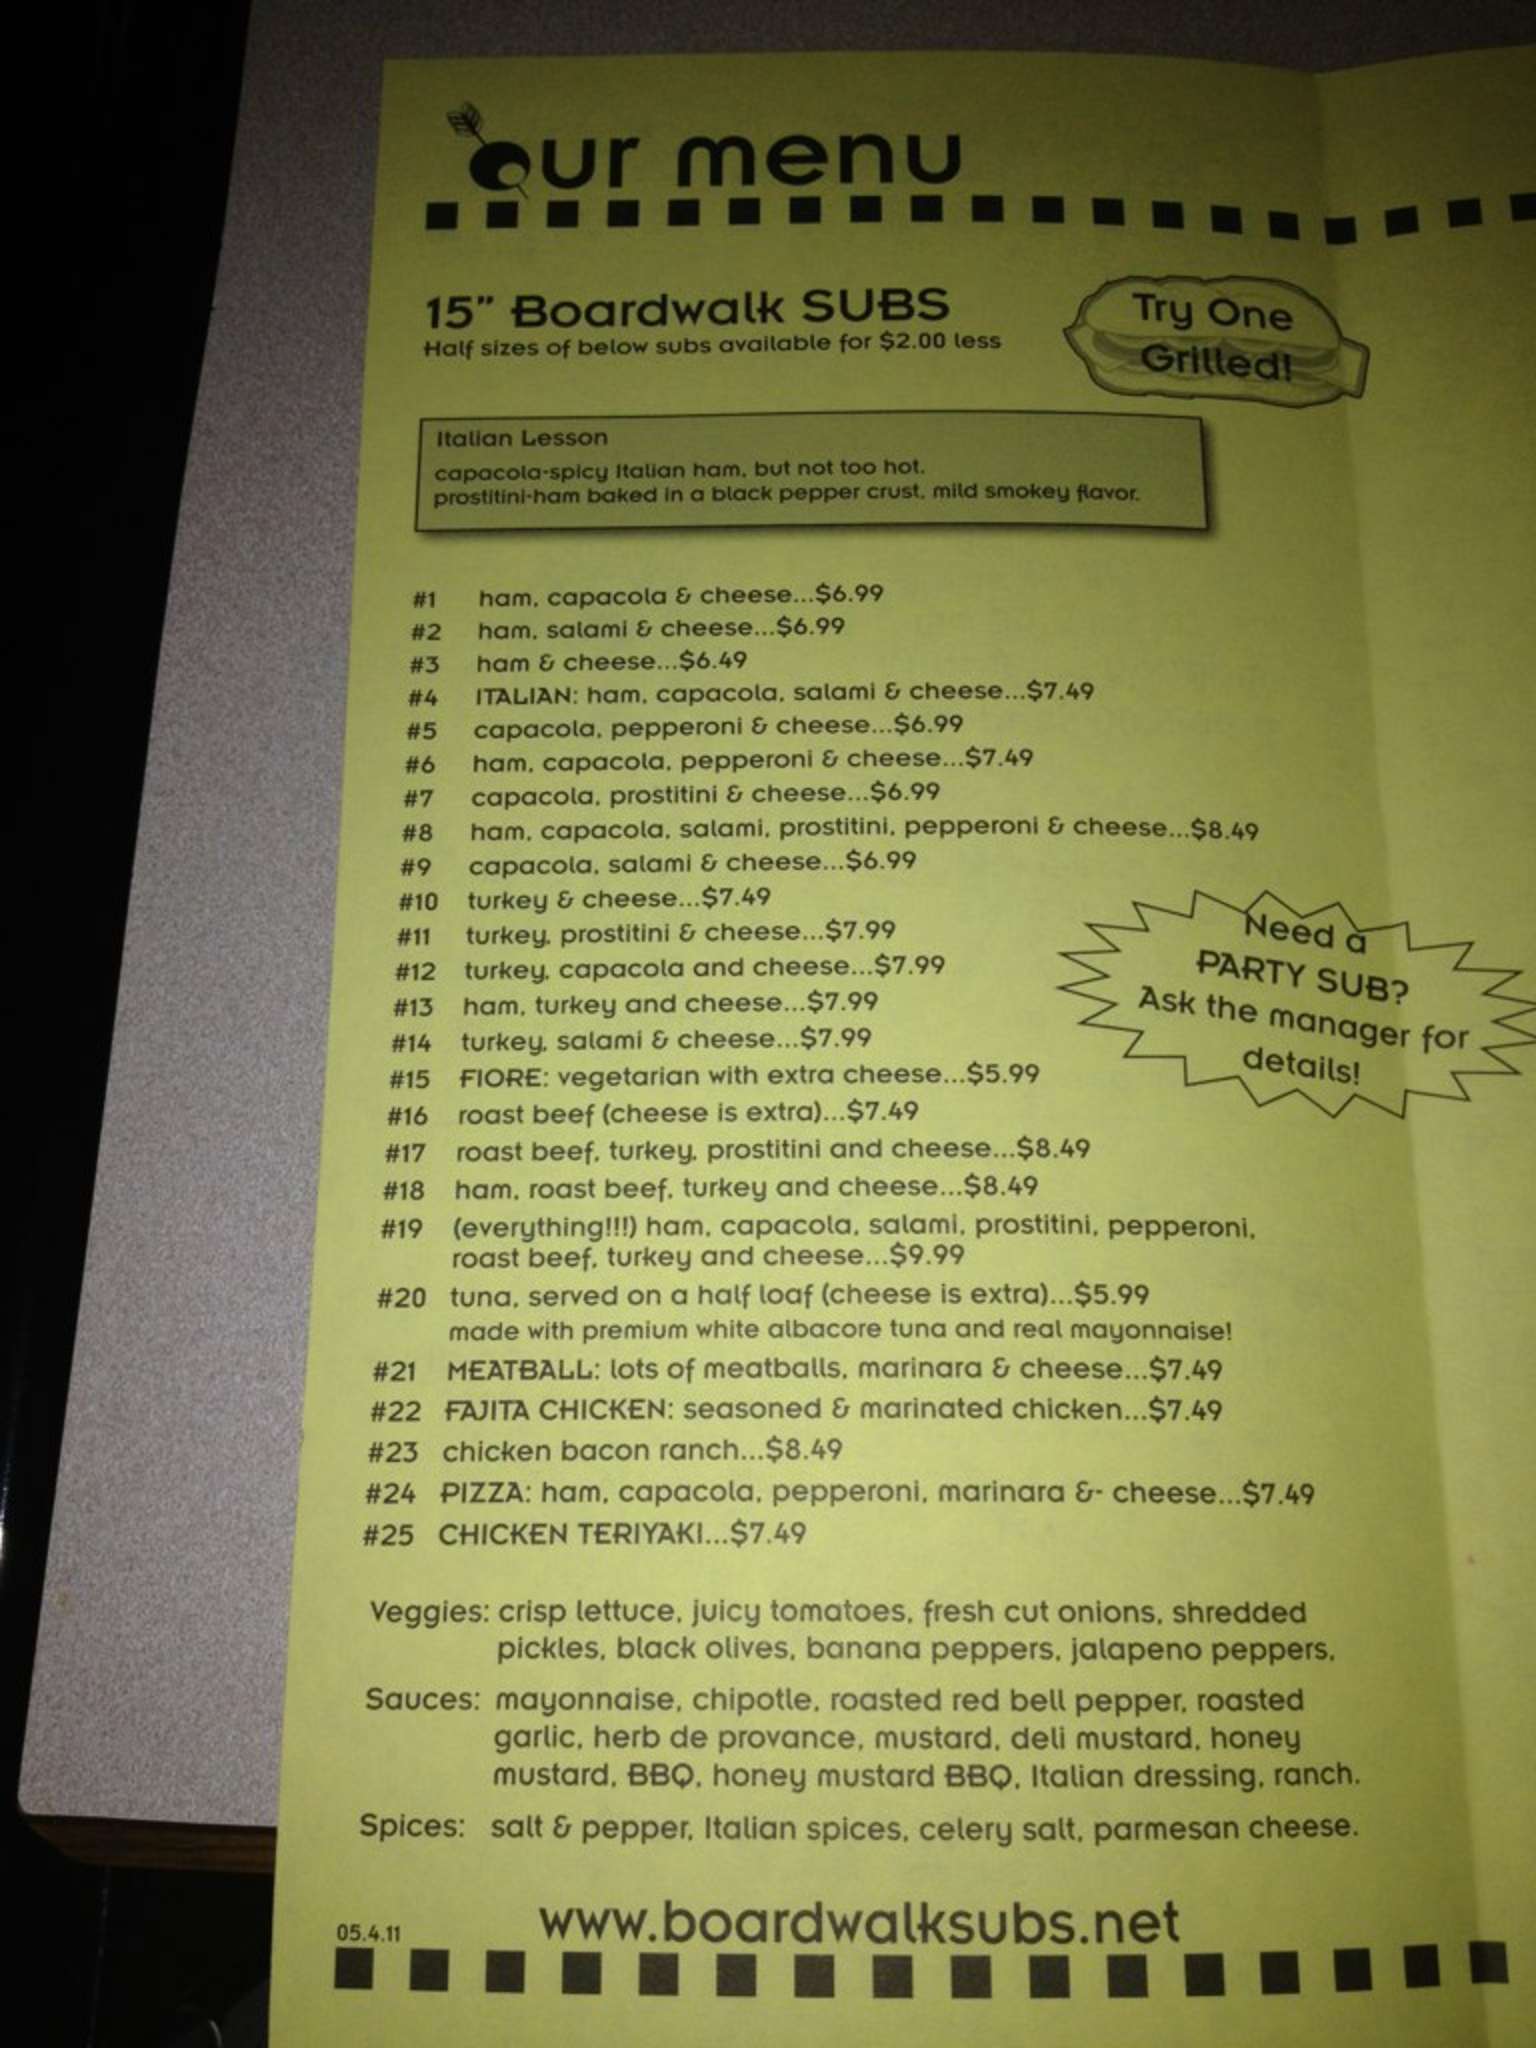 our menu
15" Boardwalk SUBS
Half sizes of below subs available for $2.00 less
Try One
Grilled!
Italian Lesson
capacola-spicy Italian ham, but not too hot.
prostitini-ham baked in a black pepper crust, mild smokey flavor.
#1 ham, capacola & cheese...$6.99
#2 ham, salami & cheese...$6.99
#3 ham & cheese...$6.49
#4 ITALIAN: ham, capacola, salami & cheese...$7.49
#5 capacola, pepperoni & cheese...$6.99
#6 ham, capacola, pepperoni & cheese...$7.49
#7 capacola, prostitini & cheese...$6.99
#8 ham, capacola, salami, prostitini, pepperoni & cheese...$8.49
#9 capacola, salami & cheese...$6.99
#10 turkey & cheese...$7.49
#11 turkey, prostitini & cheese...$7.99
#12 turkey, capacola and cheese...$7.99
#13 ham, turkey and cheese...$7.99
#14 turkey, salami & cheese...$7.99
#15 FIORE: vegetarian with extra cheese...$5.99
#16 roast beef (cheese is extra)...$7.49
#17 roast beef, turkey, prostitini and cheese...$8.49
#18 ham, roast beef, turkey and cheese...$8.49
#19 (everything!!!) ham, capacola, salami, prostitini, pepperoni,
roast beef, turkey and cheese...$9.99
#20 tuna, served on a half loaf (cheese is extra)...$5.99
made with premium white albacore tuna and real mayonnaise!
#21 MEATBALL: lots of meatballs, marinara & cheese...$7.49
#22 FAJITA CHICKEN: seasoned & marinated chicken...$7.49
#23 chicken bacon ranch...$8.49
#24 PIZZA: ham, capacola, pepperoni, marinara &- cheese...$7.49
#25 CHICKEN TERIYAKI...$7.49
Need a
PARTY SUB?
Ask the manager for
details!
Veggies: crisp lettuce, juicy tomatoes, fresh cut onions, shredded
pickles, black olives, banana peppers, jalapeno peppers,
Sauces: mayonnaise, chipotle, roasted red bell pepper, roasted
garlic, herb de provance, mustard, deli mustard, honey
mustard, BBQ, honey mustard BBQ, Italian dressing, ranch.
Spices: salt & pepper, Italian spices, celery salt, parmesan cheese.
www.boardwalksubs.net
05.4.11